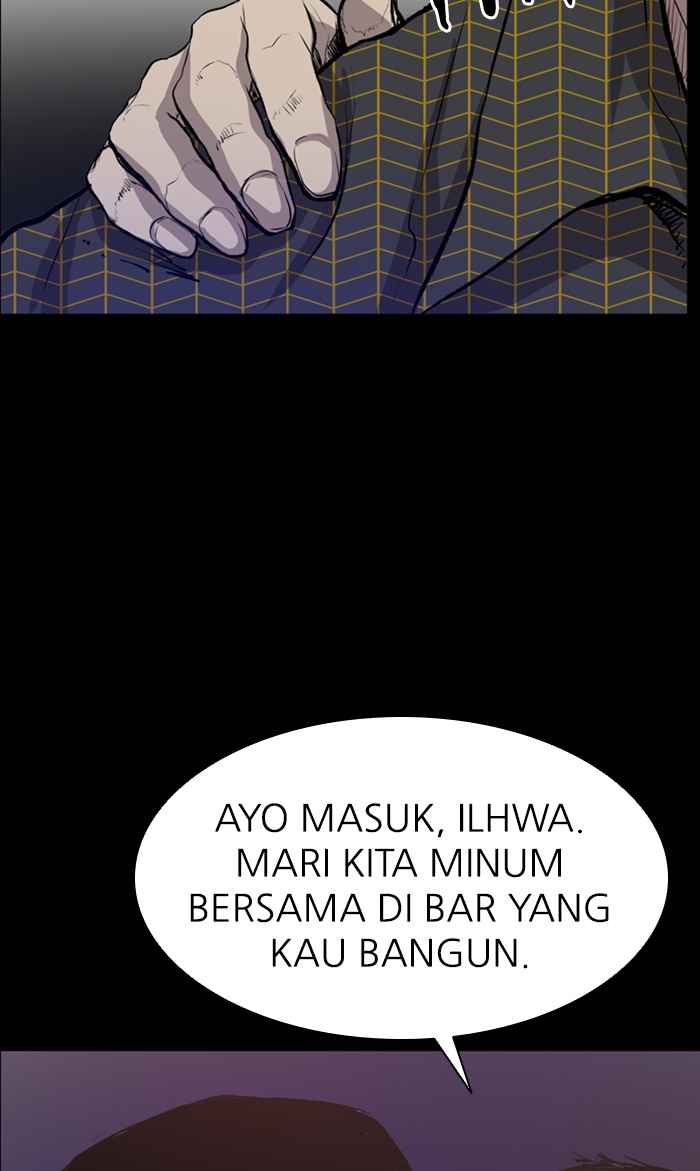 AYO MASUK, ILHWA.
MARI KITA MINUM
BERSAMA DI BAR YANG
KAU BANGUN.